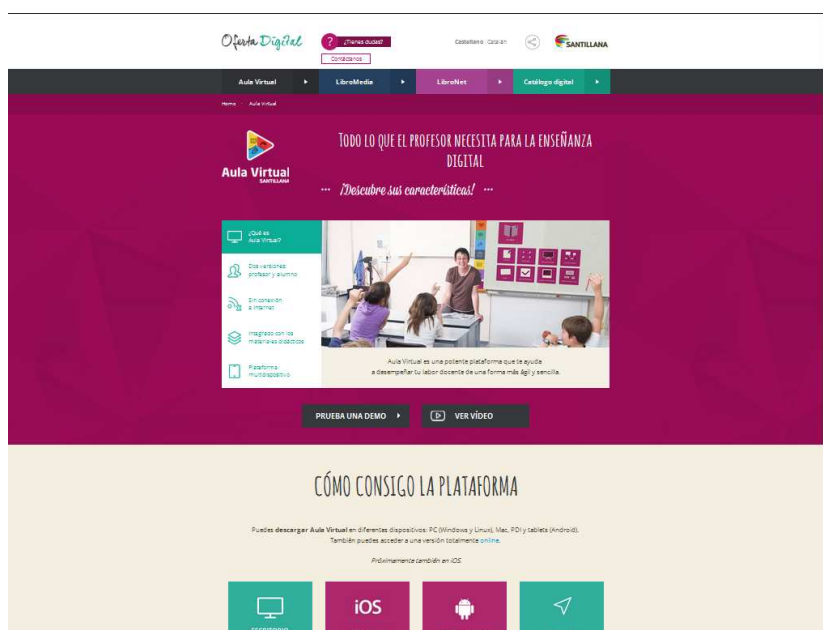 Oferta Digital
? ¿Tienes dudas?
Contáctanos
Castellano Catalán
SANTILLANA
Aula Virtual
LibroMedia
LibroNet
Catálogo digital
Home Aula Virtual
Aula Virtual
SANTILLANA
TODO LO QUE EL PROFESOR NECESITA PARA LA ENSEÑANZA
DIGITAL
··· ¡Descubre sus características! ···
¿Qué es
Aula Virtual?
Dos versiones:
profesor y alumno
Sin conexión
a internet
Integrado con los
materiales didácticos
Plataforma
multidispositivo
Aula Virtual es una potente plataforma que te ayuda
a desempeñar tu labor docente de una forma más ágil y sencilla.
PRUEBA UNA DEMO
VER VÍDEO
CÓMO CONSIGO LA PLATAFORMA
Puedes descargar Aula Virtual en diferentes dispositivos: PC (Windows y Linux), Mac, PDI y tablets (Android).
También puedes acceder a una versión totalmente online.
Próximamente también en iOS
iOS
ESCRITORIO